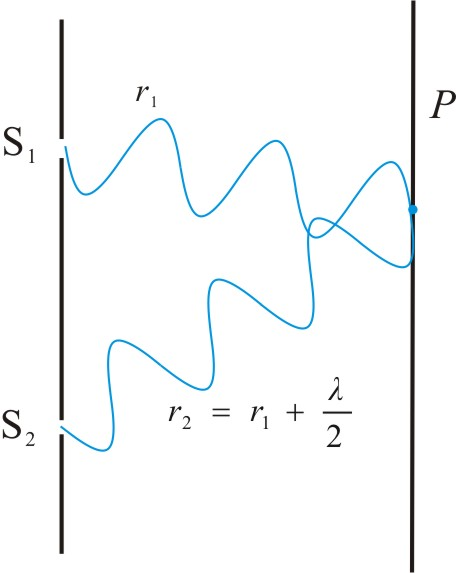 r₁
P
S₁
S₂
r₂ = r₁ + λ/2